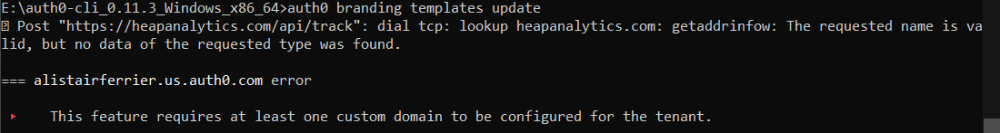 E:\auth0-cli_0.11.3_Windows_x86_64>auth0 branding templates update
⍰ Post "https://heapanalytics.com/api/track": dial tcp: lookup heapanalytics.com: getaddrinfow: The requested name is va
lid, but no data of the requested type was found.
=== alistairferrier.us.auth0.com error
▸ This feature requires at least one custom domain to be configured for the tenant.